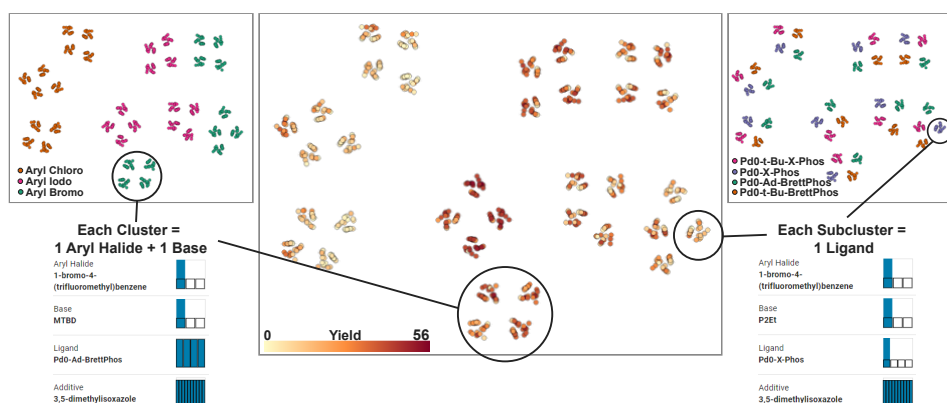 Aryl Chloro
Aryl Iodo
Aryl Bromo
Each Cluster =
1 Aryl Halide + 1 Base
Aryl Halide
1-bromo-4-
(trifluoromethyl)benzene
Base
MTBD
Ligand
Pd0-Ad-BrettPhos
Additive
3,5-dimethylisoxazole
0 Yield 56
Pd0-t-Bu-X-Phos
Pd0-X-Phos
Pd0-Ad-BrettPhos
Pd0-t-Bu-BrettPhos
Each Subcluster =
1 Ligand
Aryl Halide
1-bromo-4-
(trifluoromethyl)benzene
Base
P2Et
Ligand
Pd0-X-Phos
Additive
3,5-dimethylisoxazole